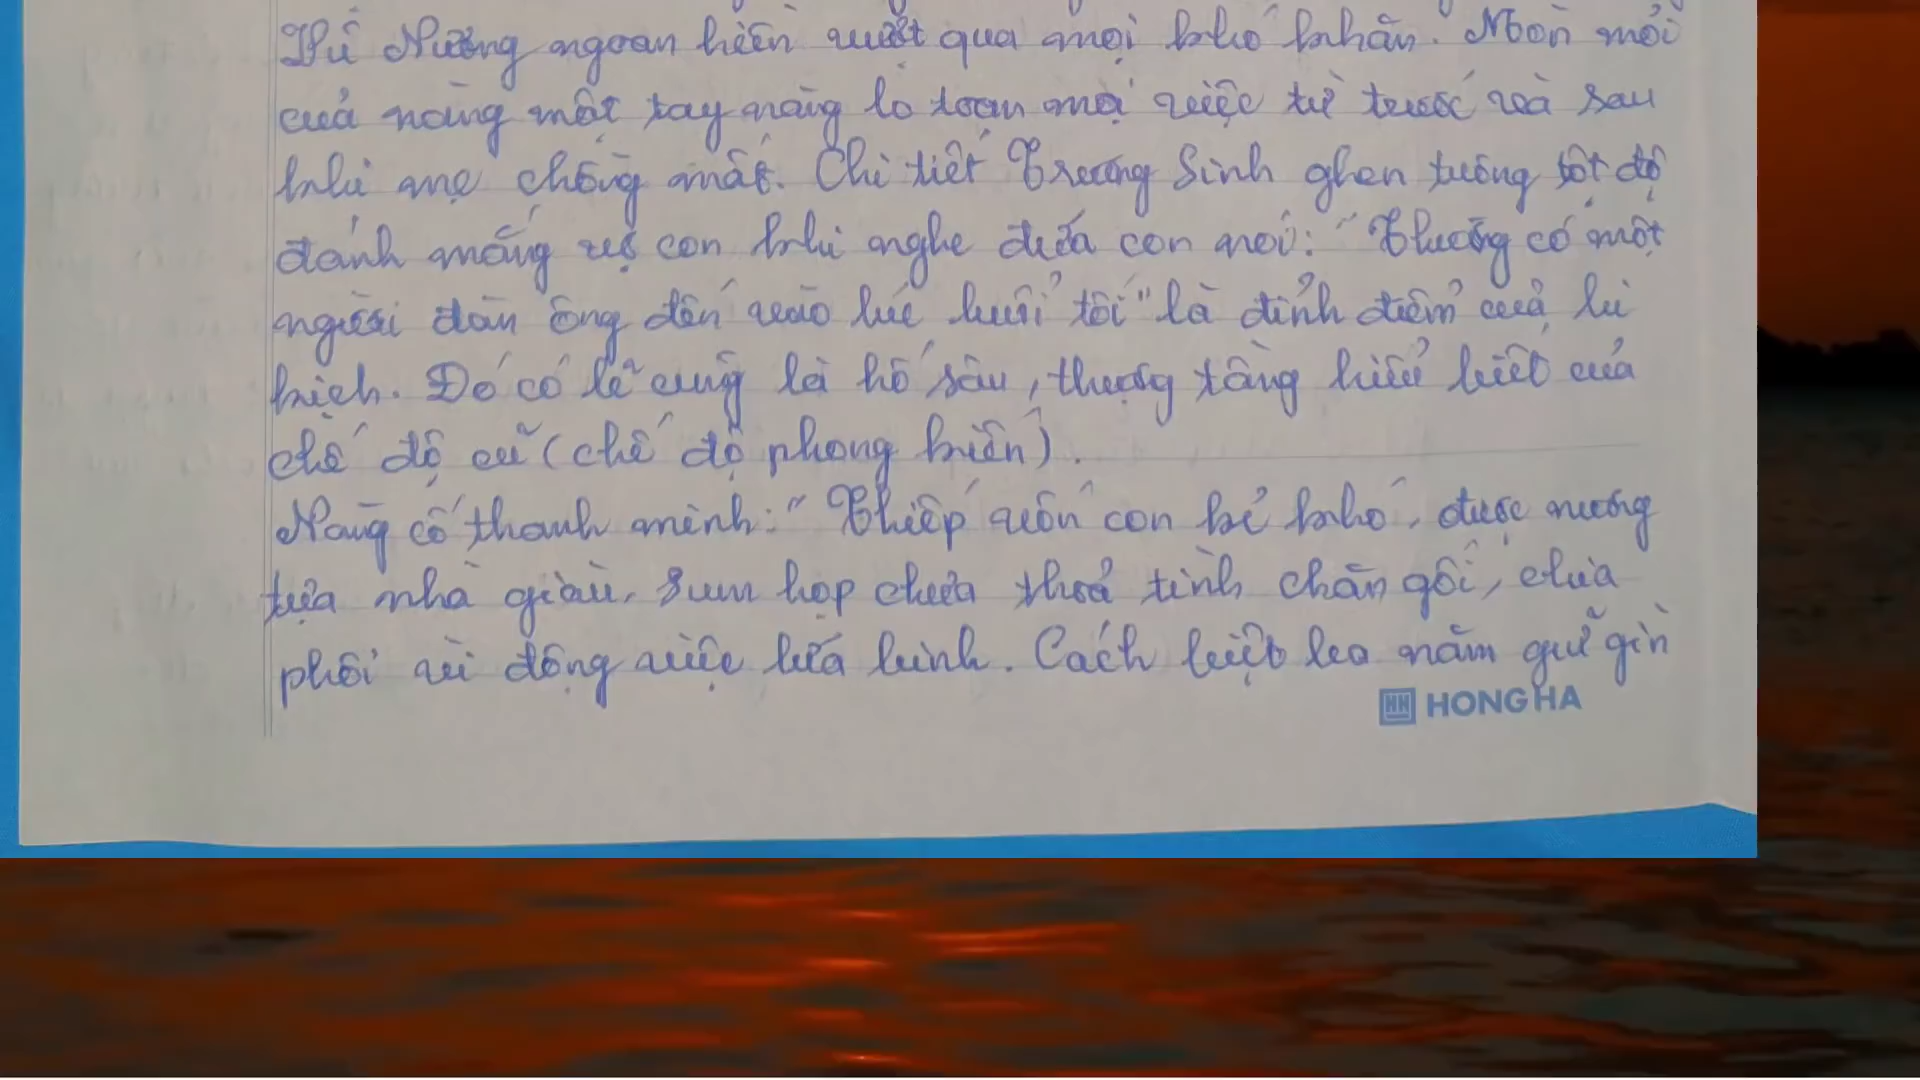 Vũ Nương ngoan hiền vượt qua mọi khó khăn. Mòn mỏi
của nàng một tay nàng lo toan mọi việc từ trước và sau
khi mẹ chồng mất. Chi tiết Trương Sinh ghen tuông tột độ
đánh mắng vợ con khi nghe đứa con nói: "Thường có một
người đàn ông đến vào lúc buổi tối" là đỉnh điểm của bi
kịch. Đó có lẽ cũng là hố sâu, thượng tầng hiểu biết của
chế độ cũ (chế độ phong kiến).
Nàng cố thanh minh: "Thiếp vốn con kẻ khó, được nương
tựa nhà giàu. Sum họp chưa thoả tình chăn gối, chia
phôi vì động việc lửa binh. Cách biệt ba năm giữ gìn
HONG HA